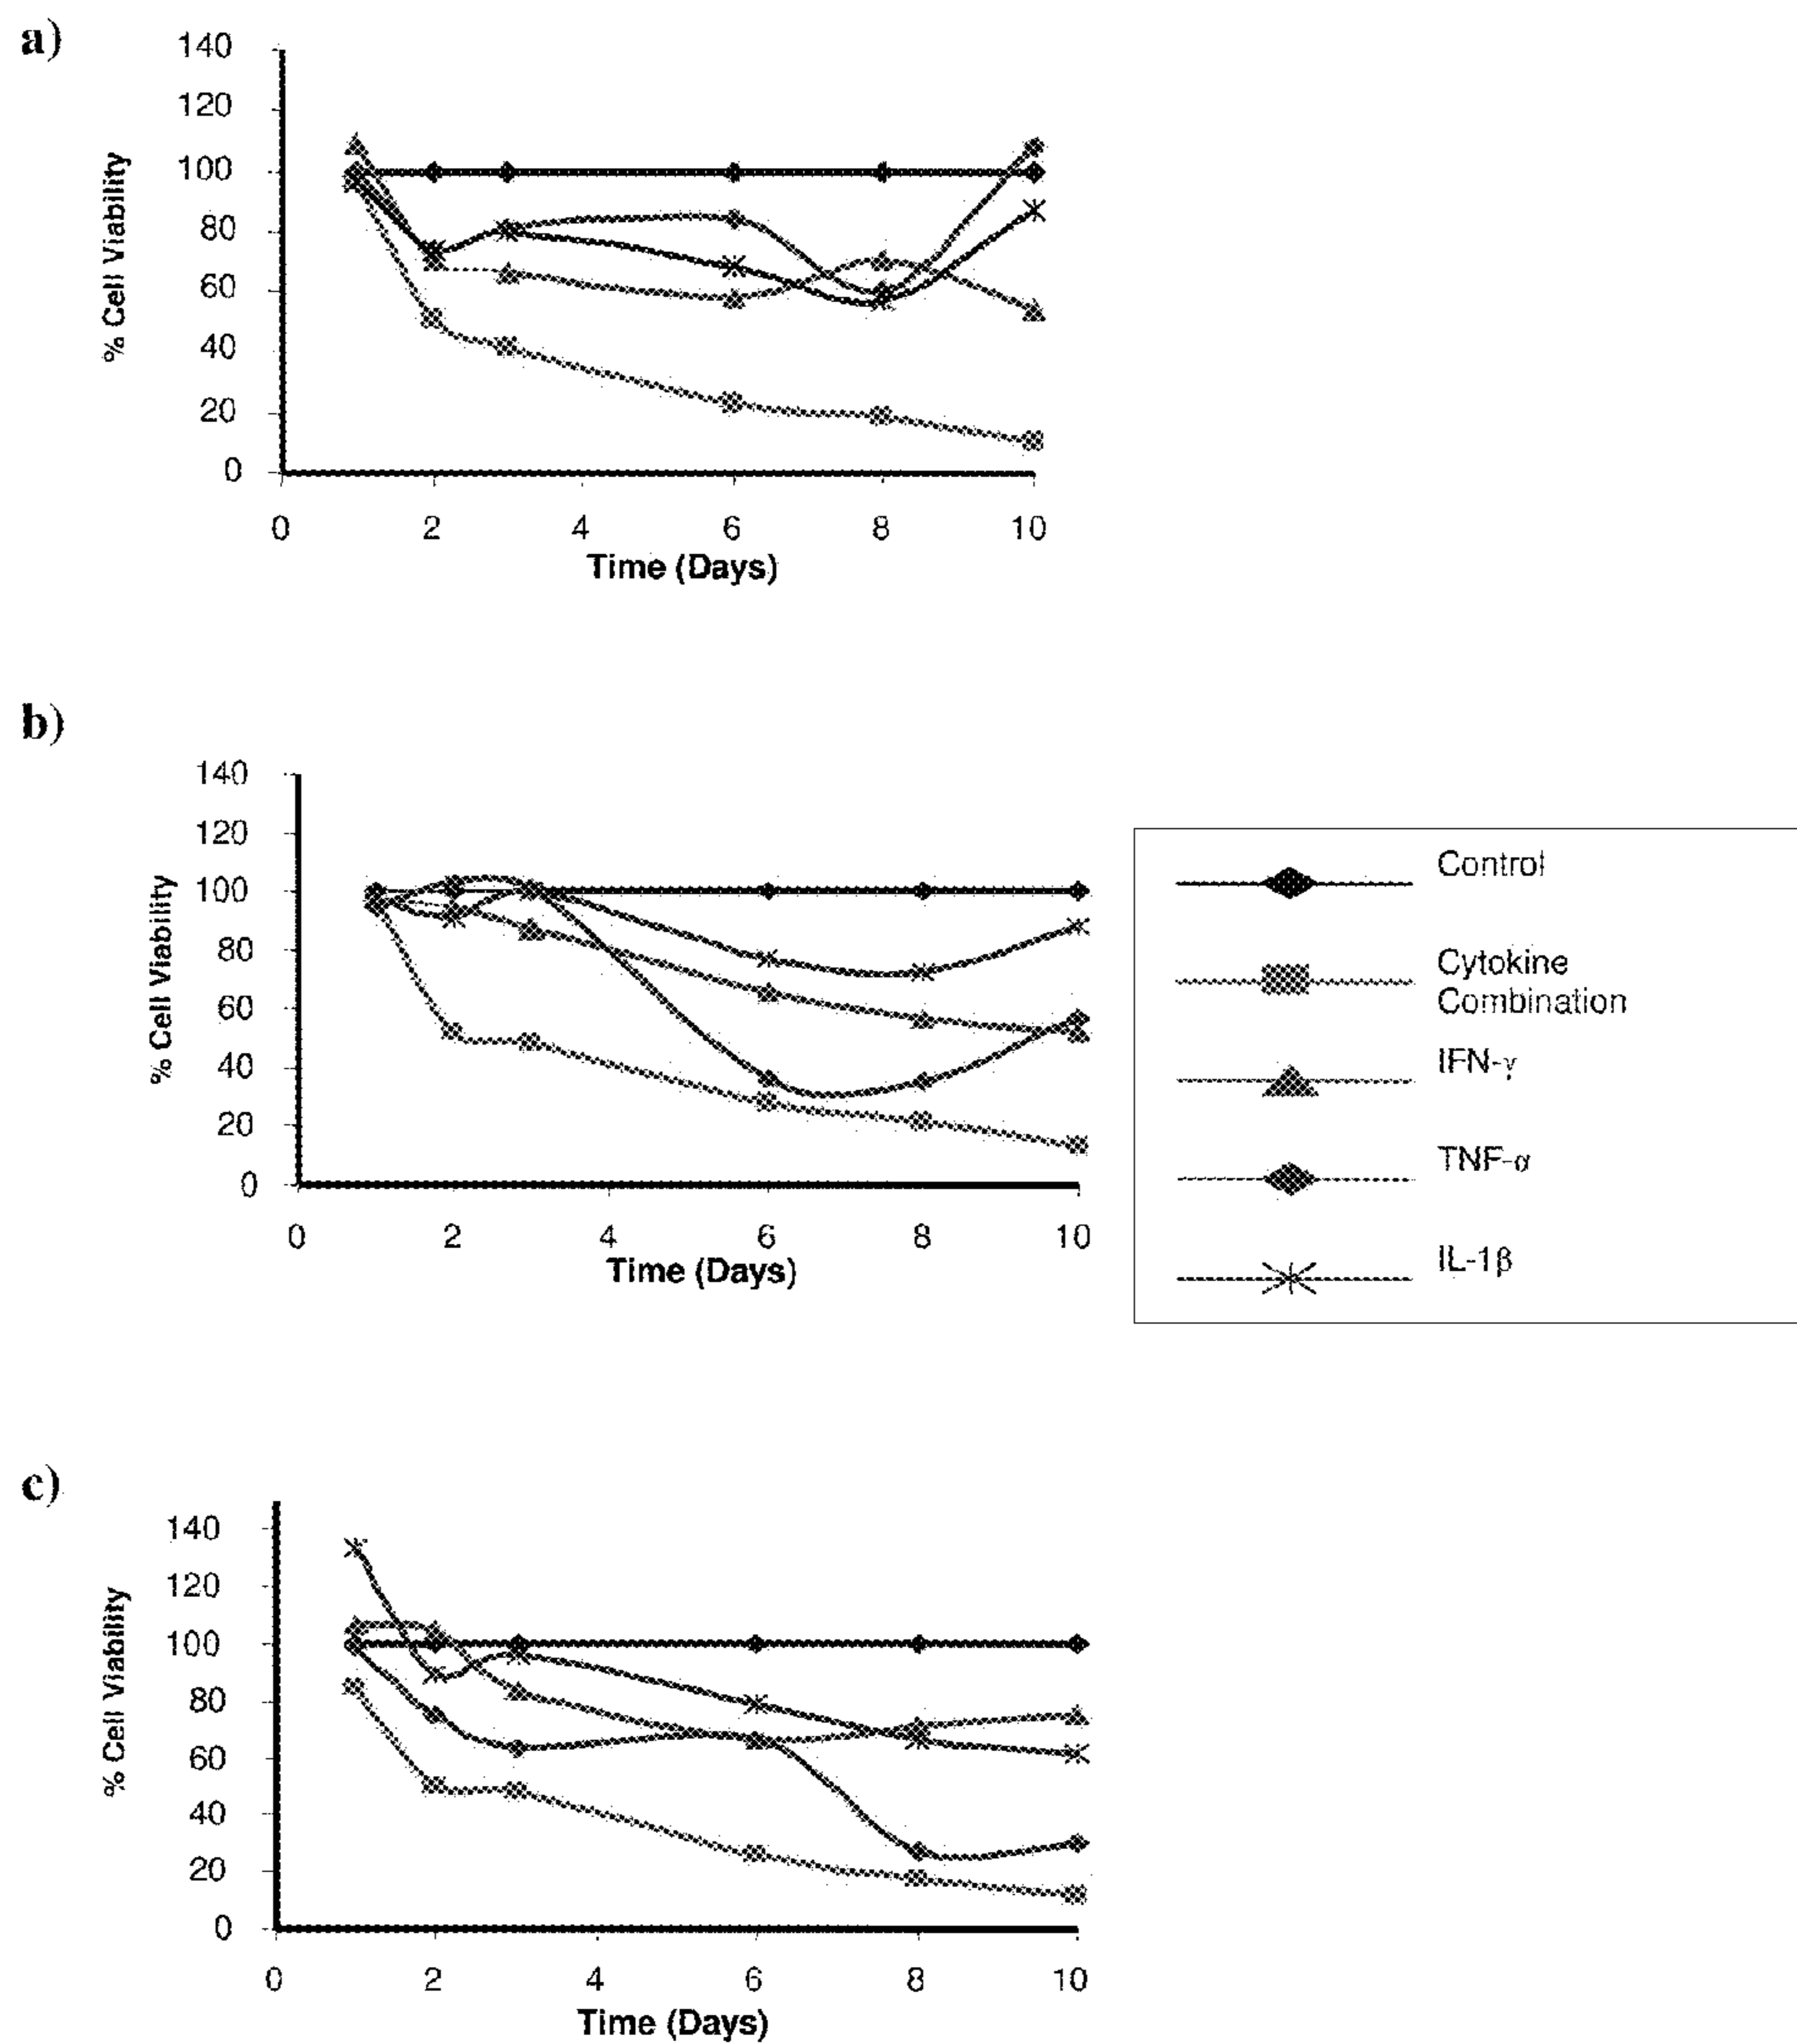 a)
140
120
100
80
60
40
20
0
% Cell Viability
0 2 4 6 8 10
Time (Days)
b)
140
120
100
80
60
40
20
0
% Cell Viability
0 2 4 6 8 10
Time (Days)
Control
Cytokine
Combination
IFN-γ
TNF-α
IL-1β
c)
140
120
100
80
60
40
20
0
% Cell Viability
0 2 4 6 8 10
Time (Days)